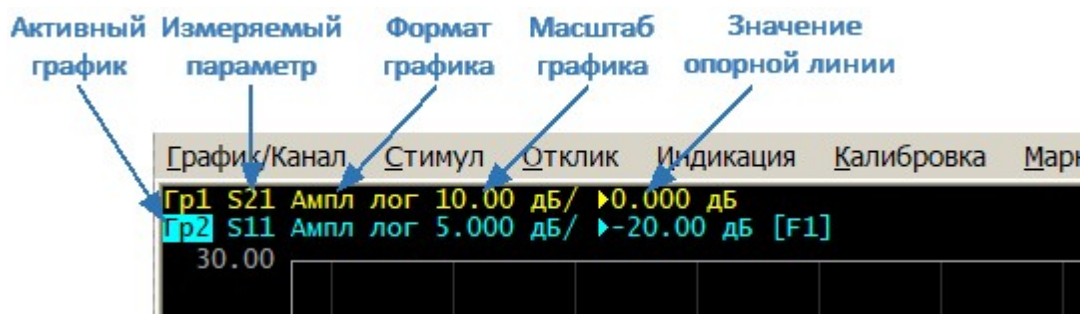 Активный график
Измеряемый параметр
Формат графика
Масштаб графика
Значение опорной линии
График/Канал Стимул Отклик Индикация Калибровка
Гр1 S21 Ампл лог 10.00 дБ/ ▶0.000 дБ
Гр2 S11 Ампл лог 5.000 дБ/ ▶-20.00 дБ [F1]
30.00